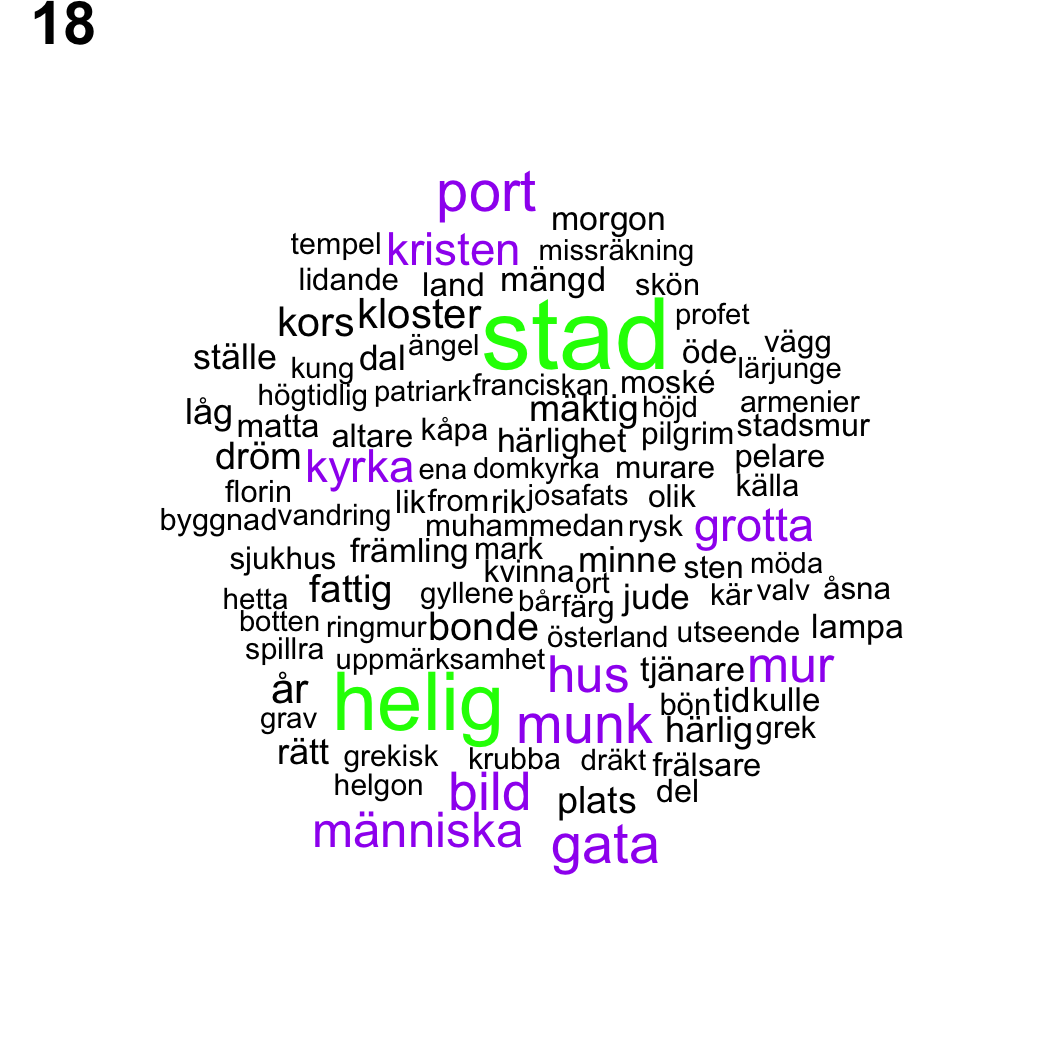 18
port
morgon
tempel kristen missräkning
lidande land mängd skön
kors kloster stad profet
ställe kung dal ängel öde vägg
högtidlig patriark franciskan moské lärjunge
låg matta altare kåpa mäktig höjd armenier
härlighet pilgrim stadsmur
dröm kyrka ena domkyrka murare pelare
florin lik from rik josafats olik källa
byggnad vandring muhammedan rysk grotta
sjukhus främling mark minne sten möda
hetta fattig gyllene kvinna ort jude kär valv åsna
botten ringmur bonde bår färg österland utseende lampa
spillra uppmärksamhet hus tjänare mur
år helig munk bön tid kulle
grav härlig grek
rätt grekisk krubba dräkt frälsare
helgon bild plats del
människa gata